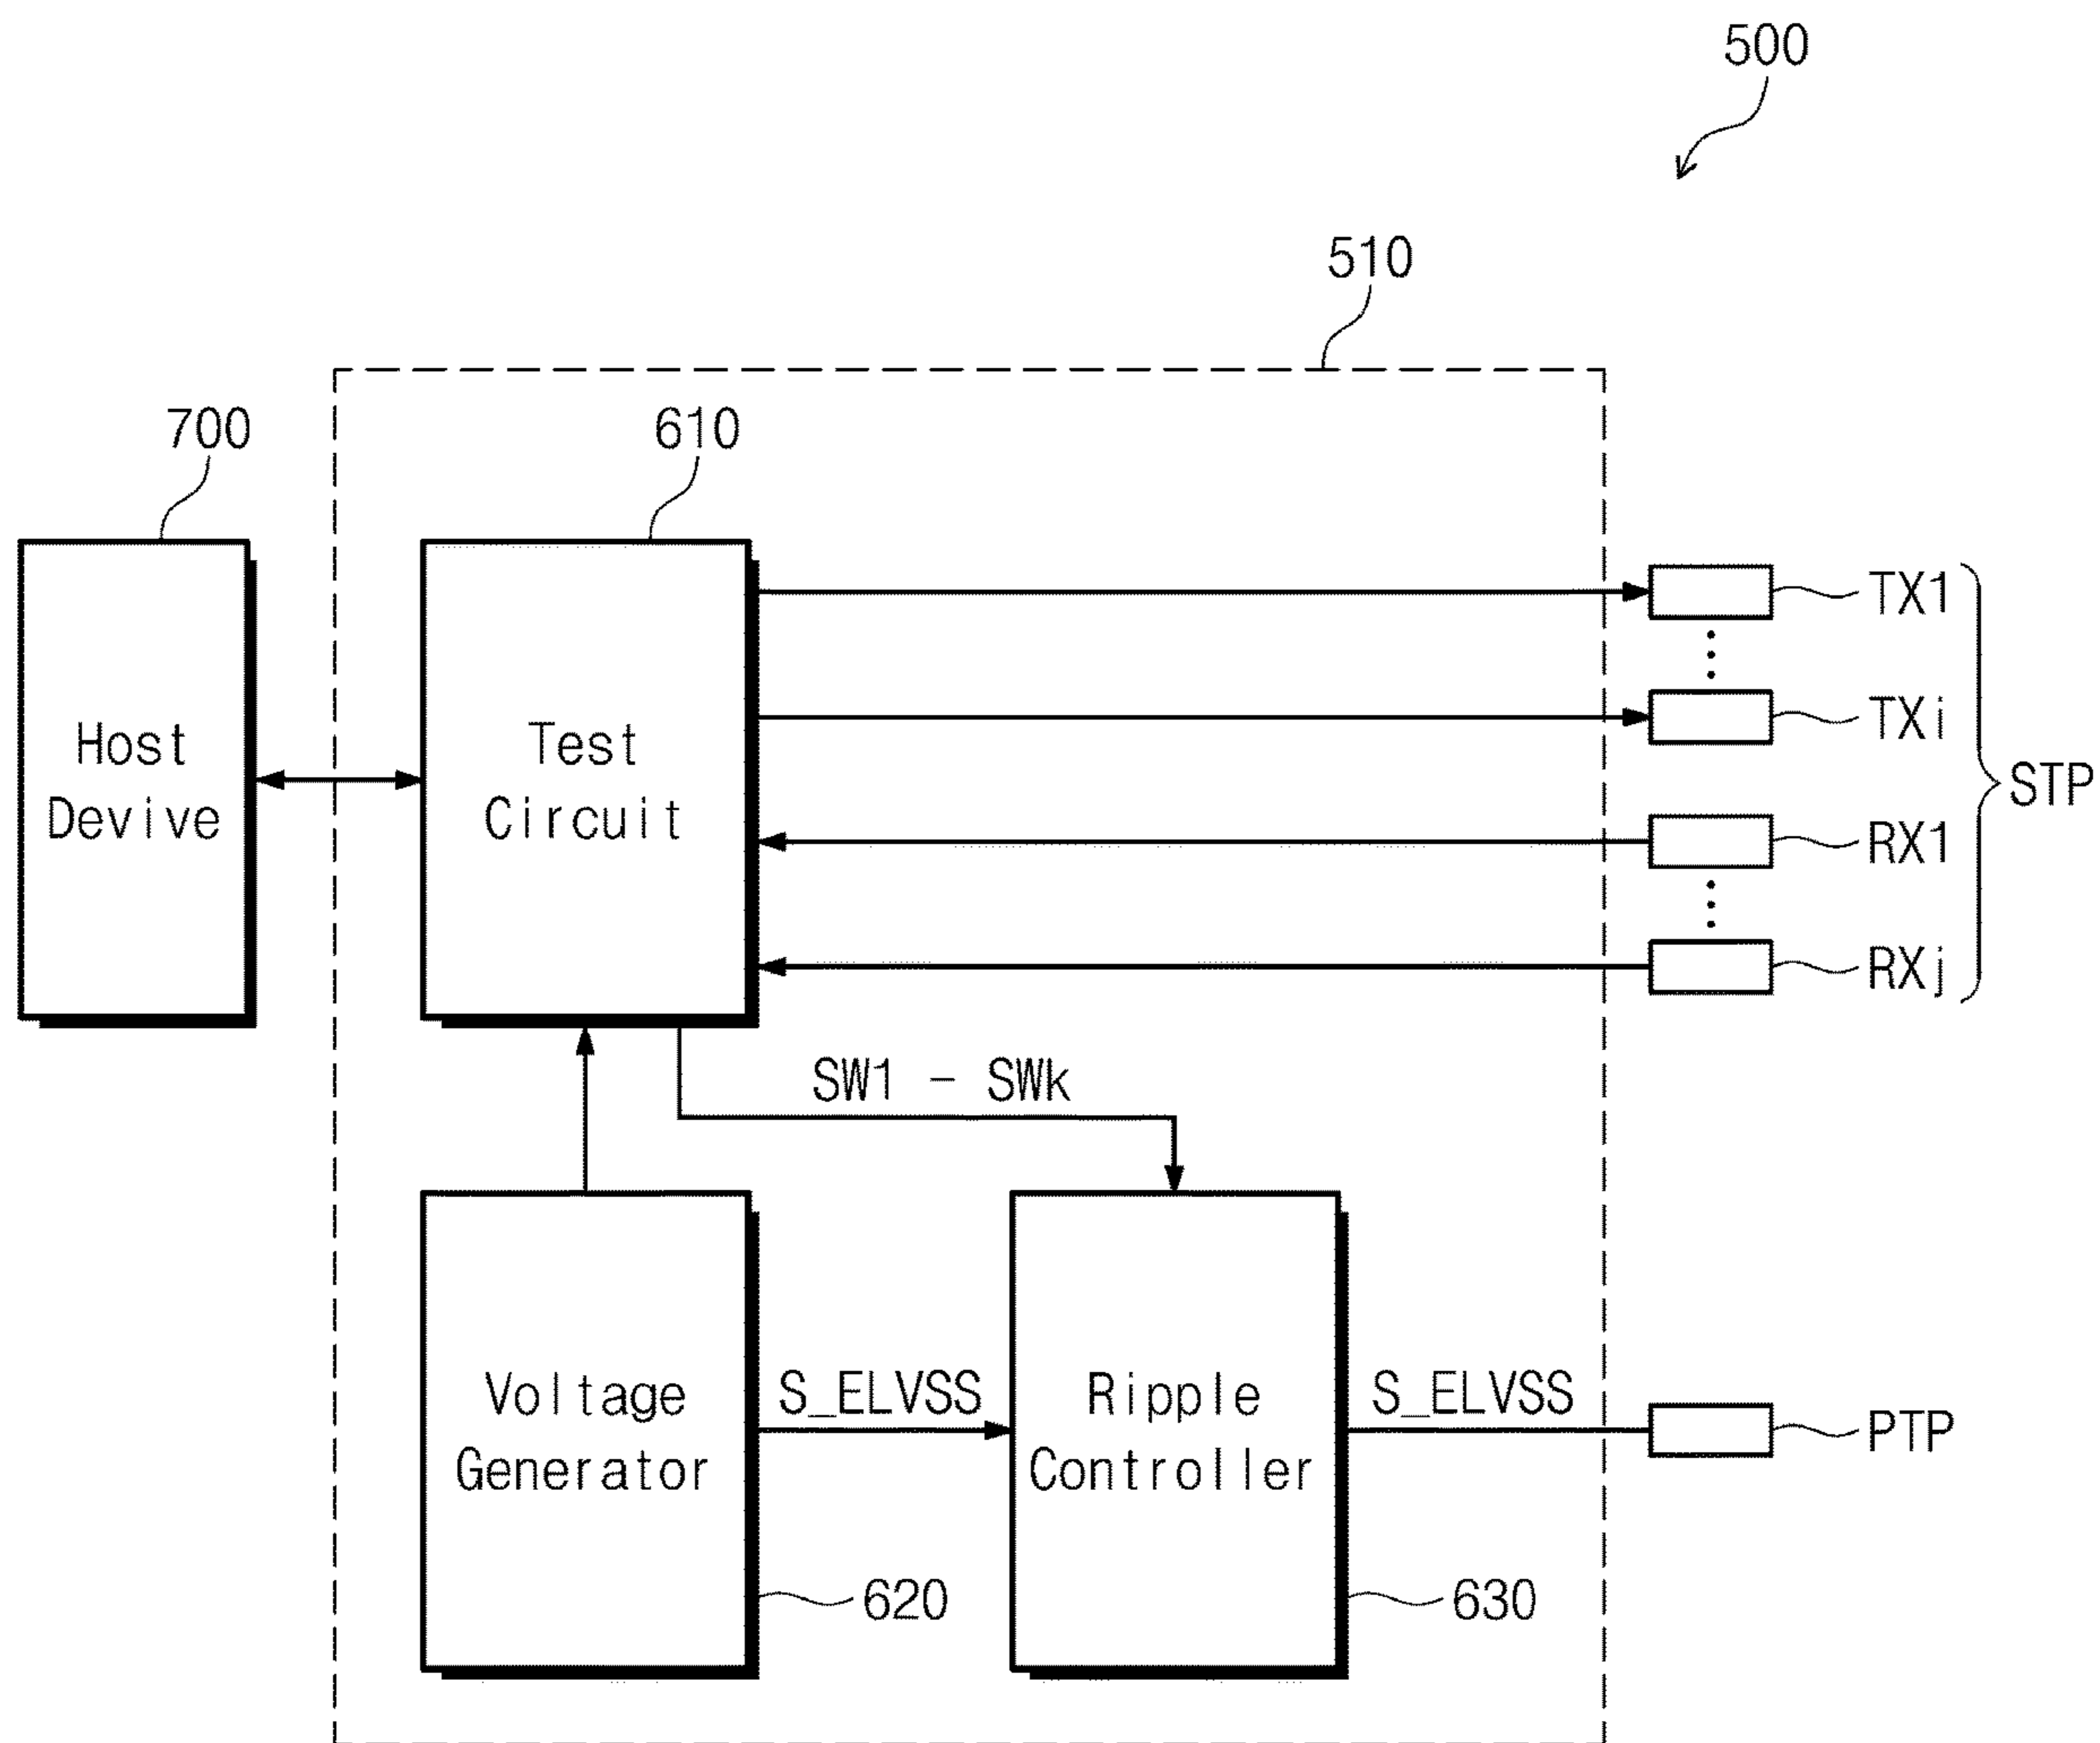 500
510
700
610
TX1
TXi
Host
Devive
Test
Circuit
STP
RX1
RXj
SW1 - SWk
Voltage
Generator
S_ELVSS
Ripple
Controller
S_ELVSS
PTP
620
630